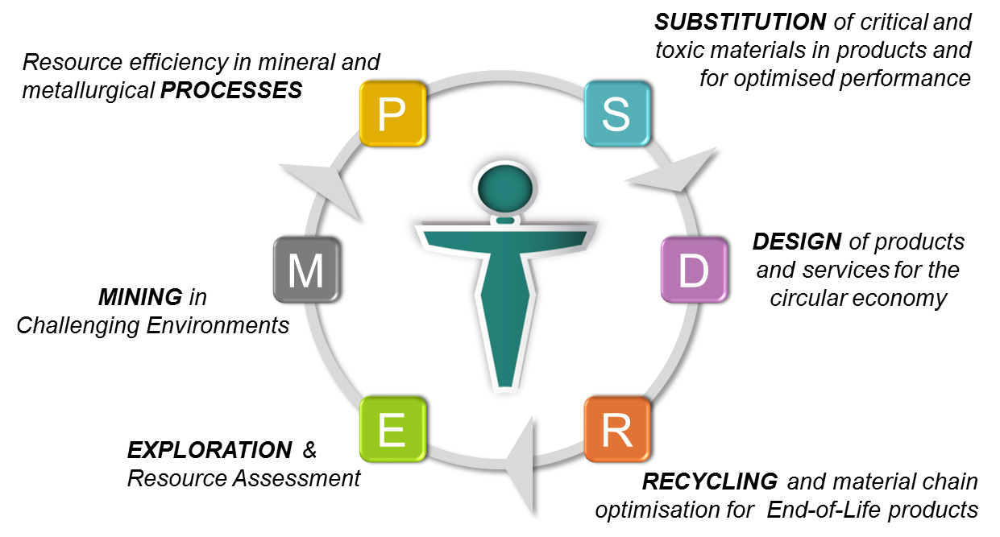 SUBSTITUTION of critical and
toxic materials in products and
for optimised performance
Resource efficiency in mineral and
metallurgical PROCESSES
P
S
M
D
DESIGN of products
and services for the
circular economy
MINING in
Challenging Environments
E
R
EXPLORATION &
Resource Assessment
RECYCLING and material chain
optimisation for End-of-Life products